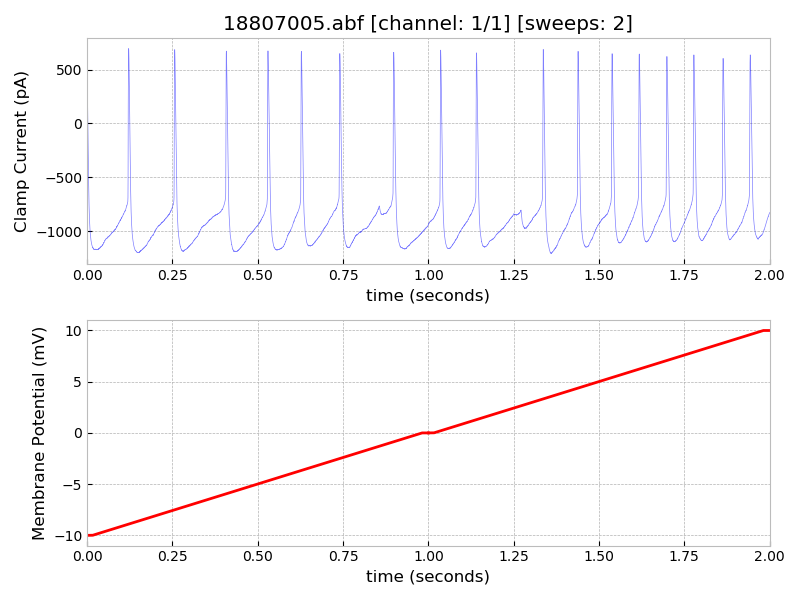 18807005.abf [channel: 1/1] [sweeps: 2]
Clamp Current (pA)
500
0
−500
−1000
0.00 0.25 0.50 0.75 1.00 1.25 1.50 1.75 2.00
time (seconds)
Membrane Potential (mV)
10
5
0
−5
−10
0.00 0.25 0.50 0.75 1.00 1.25 1.50 1.75 2.00
time (seconds)